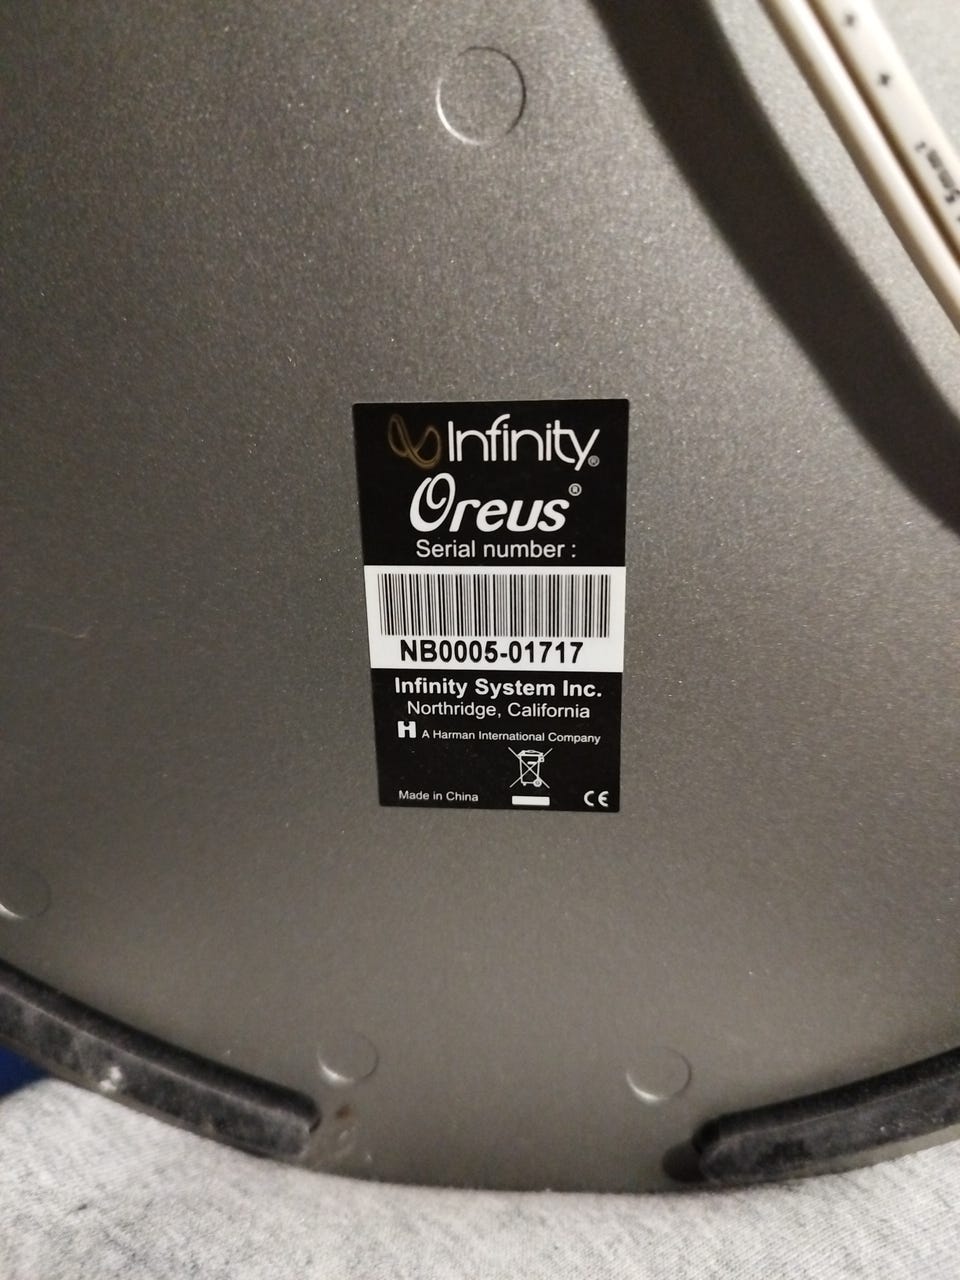 Infinity®
Oreus®
Serial number :
NB0005-01717
Infinity System Inc.
Northridge, California
H A Harman International Company
Made in China
CE